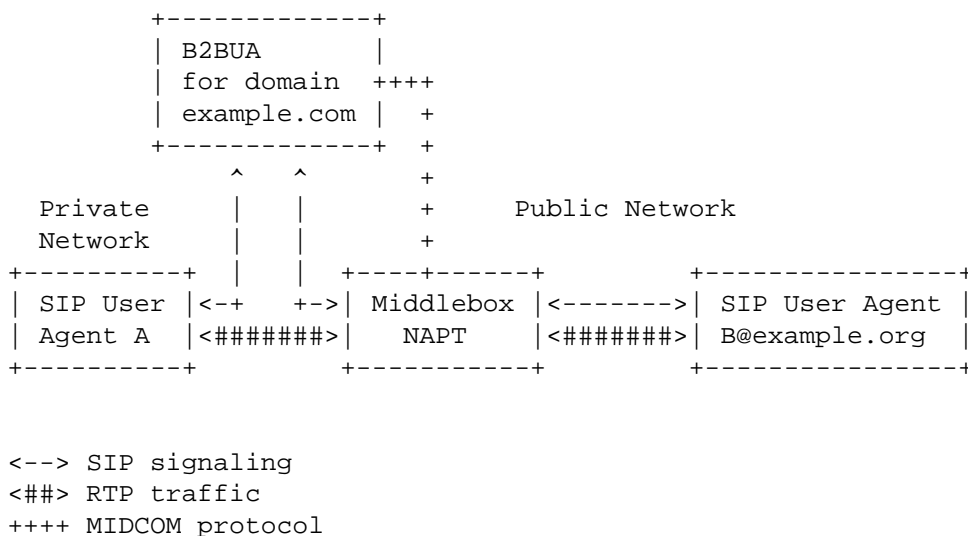 +-------------+
          | B2BUA       |
          | for domain  ++++
          | example.com |  +
          +-------------+  +
               ^   ^       +
  Private      |   |       +     Public Network
  Network      |   |       +
+----------+   |   |  +----+------+         +----------------+
| SIP User |<-+   +->| Middlebox |<------->| SIP User Agent |
| Agent A  |<#######>|   NAPT    |<#######>| B@example.org  |
+----------+         +-----------+         +----------------+
<--> SIP signaling
<##> RTP traffic
++++ MIDCOM protocol